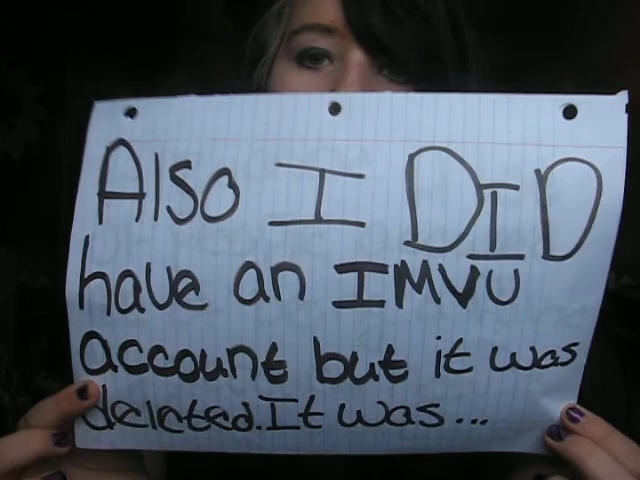 Also I DID
have an IMVU
account but it was
deleted. It was...